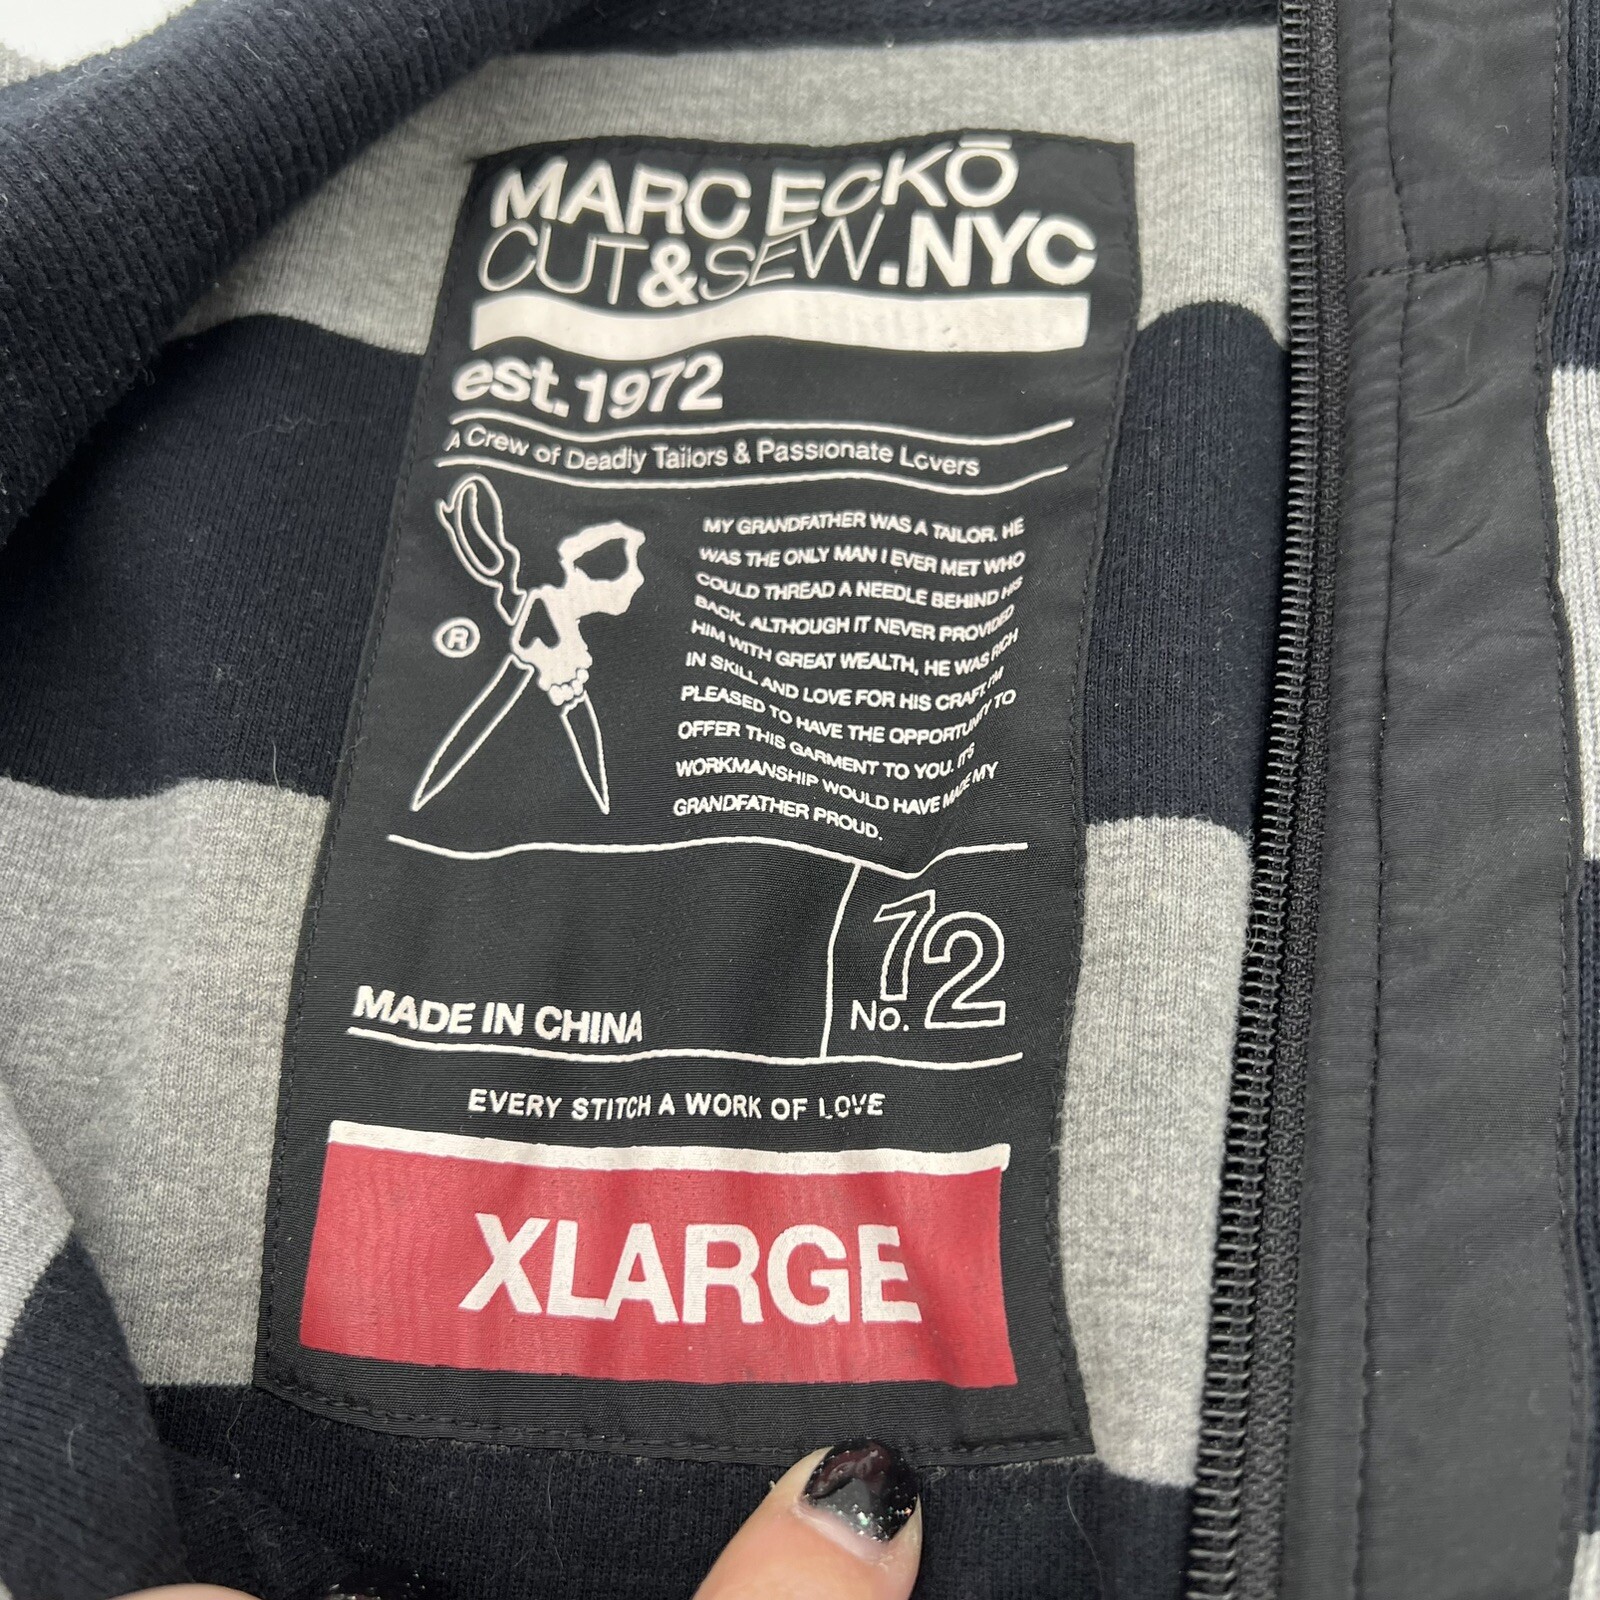 MARC ECKŌ
CUT&SEW.NYC
est.1972
A Crew of Deadly Tailors & Passionate Lovers
®
MY GRANDFATHER WAS A TAILOR. HE
WAS THE ONLY MAN I EVER MET WHO
COULD THREAD A NEEDLE BEHIND HIS
BACK. ALTHOUGH IT NEVER PROVIDED
HIM WITH GREAT WEALTH, HE WAS RICH
IN SKILL AND LOVE FOR HIS CRAFT. I'M
PLEASED TO HAVE THE OPPORTUNITY TO
OFFER THIS GARMENT TO YOU. ITS
WORKMANSHIP WOULD HAVE MADE MY
GRANDFATHER PROUD.
No. 72
MADE IN CHINA
EVERY STITCH A WORK OF LOVE
XLARGE